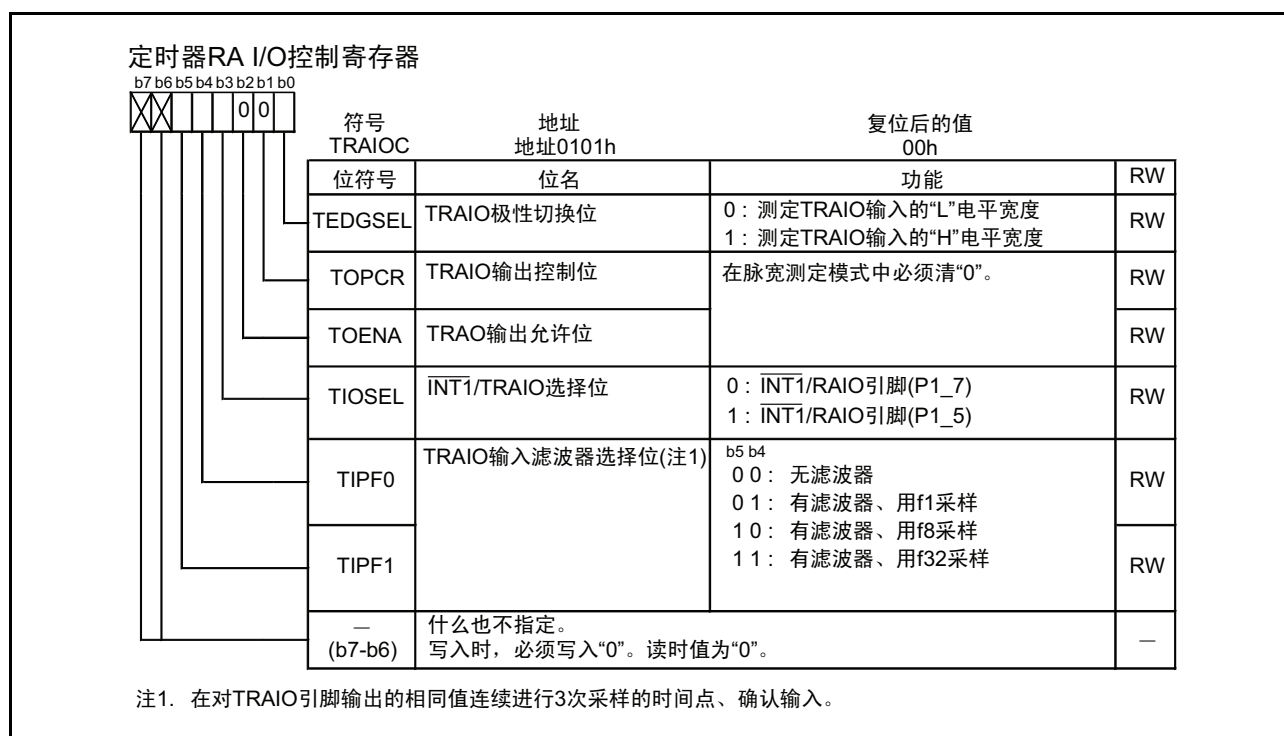 定时器RA I/O控制寄存器
b7 b6 b5 b4 b3 b2 b1 b0
0 0
符号 地址 复位后的值
TRAIOC 地址0101h 00h
位符号 位名 功能 RW
TEDGSEL TRAIO极性切换位 0：测定TRAIO输入的“L”电平宽度 RW
1：测定TRAIO输入的“H”电平宽度
TOPCR TRAIO输出控制位 在脉宽测定模式中必须清“0”。 RW
TOENA TRAO输出允许位 RW
TIOSEL INT1/TRAIO选择位 0：INT1/RAIO引脚(P1_7) RW
1：INT1/RAIO引脚(P1_5)
TIPF0 TRAIO输入滤波器选择位(注1) b5 b4 RW
0 0：无滤波器
0 1：有滤波器、用f1采样
1 0：有滤波器、用f8采样
TIPF1 1 1：有滤波器、用f32采样 RW
— 什么也不指定。 —
(b7-b6) 写入时，必须写入“0”。读时值为“0”。
注1. 在对TRAIO引脚输出的相同值连续进行3次采样的时间点、确认输入。